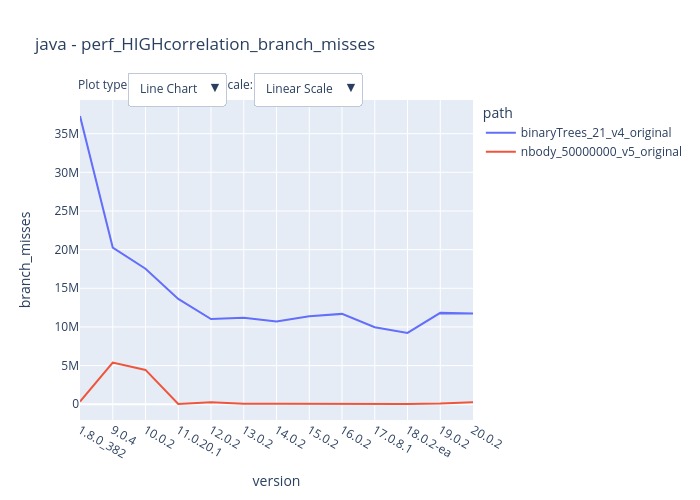 java - perf_HIGHcorrelation_branch_misses
Plot type Line Chart ▼ cale: Linear Scale ▼
path
binaryTrees_21_v4_original
nbody_50000000_v5_original
35M
30M
25M
20M
15M
10M
5M
0
branch_misses
1.8.0_382
9.0.4
10.0.2
11.0.20.1
12.0.2
13.0.2
14.0.2
15.0.2
16.0.2
17.0.8.1
18.0.2-ea
19.0.2
20.0.2
version